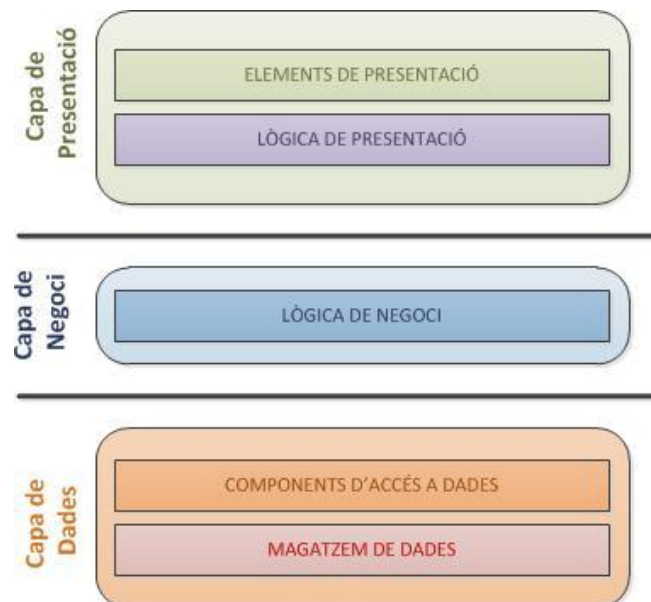 Capa de
Presentació
ELEMENTS DE PRESENTACIÓ
LÒGICA DE PRESENTACIÓ
Capa de
Negoci
LÒGICA DE NEGOCI
Capa de
Dades
COMPONENTS D'ACCÉS A DADES
MAGATZEM DE DADES